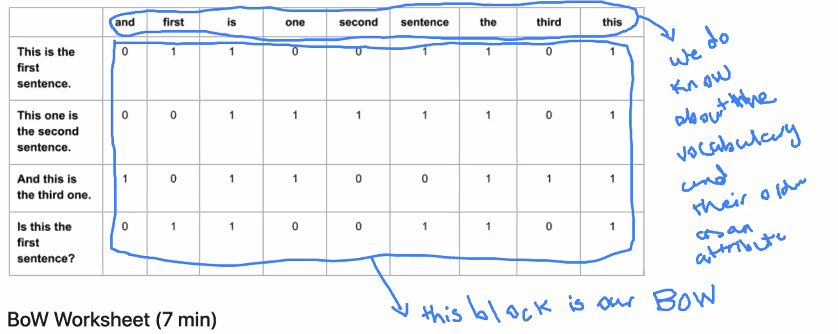 and first is one second sentence the third this
This is the
first
sentence.
0 1 1 0 0 1 1 0 1
This one is
the second
sentence.
0 0 1 1 1 1 1 0 1
And this is
the third one.
1 0 1 1 0 0 1 1 1
Is this the
first
sentence?
0 1 1 0 0 1 1 0 1
we do
know
about the
vocabulary
and
their
as an
attribute
this block is our BOW
BoW Worksheet (7 min)